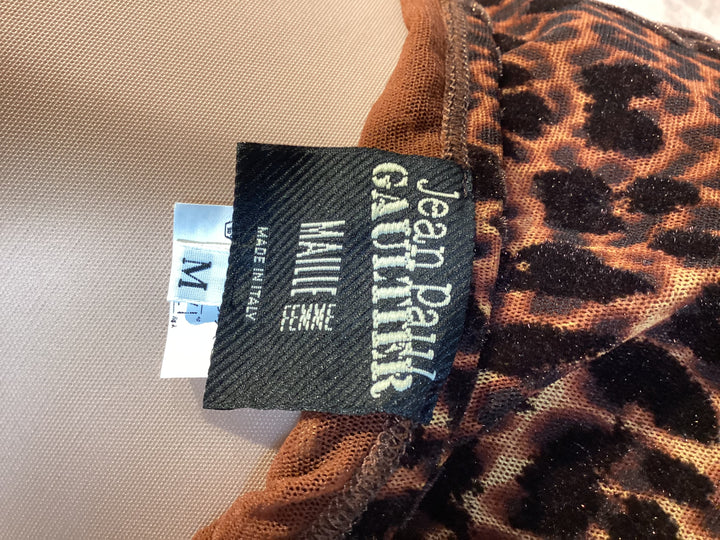 Jean Paul
GAULTIER
MAILLE
FEMME
MADE IN ITALY
M